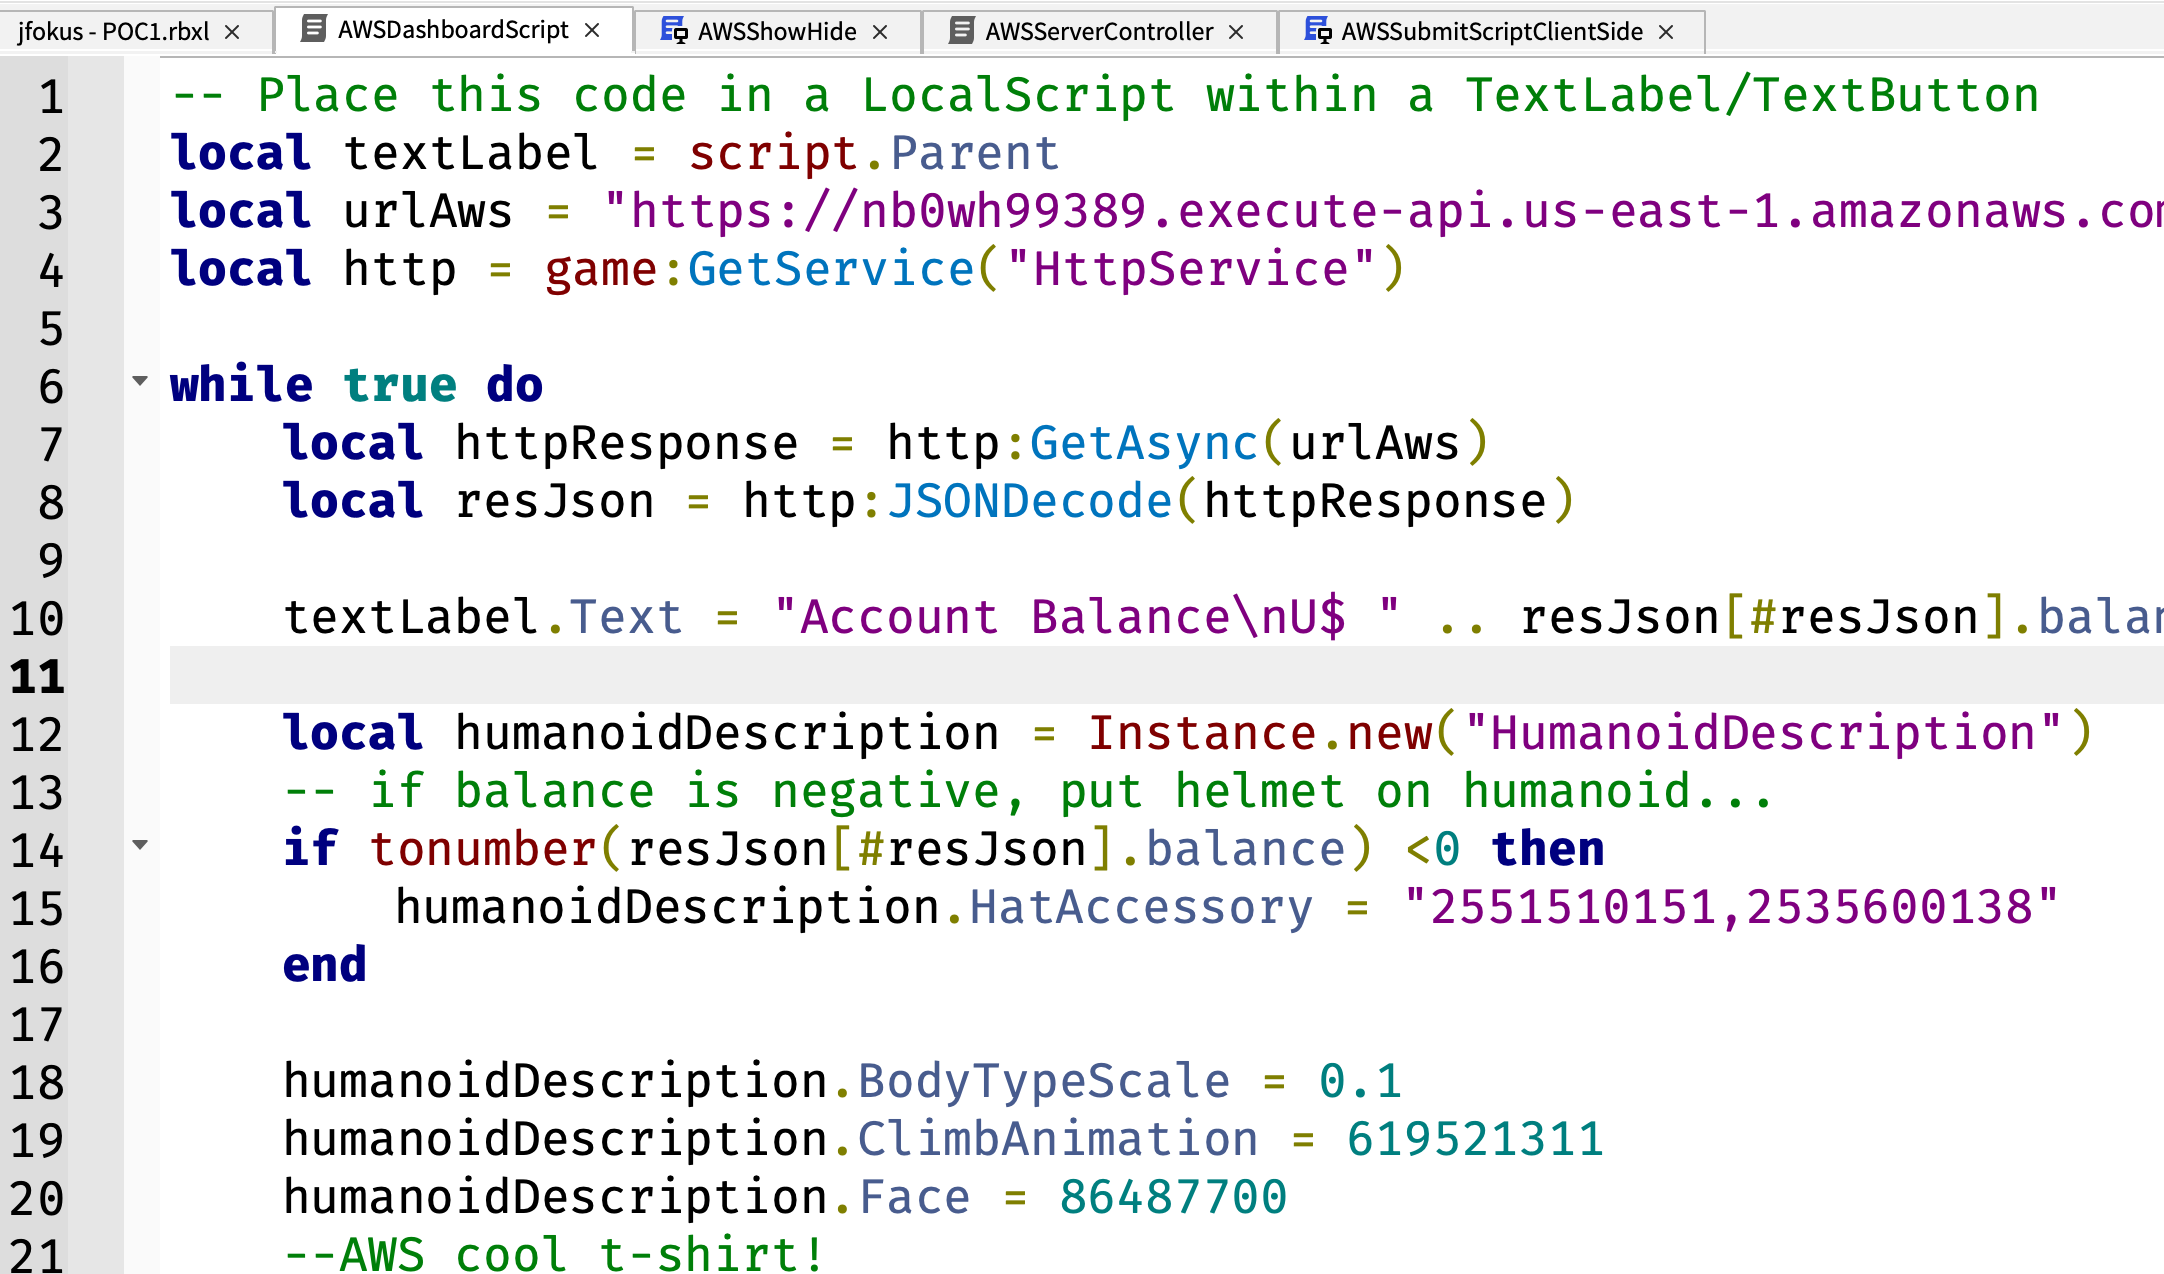 jfokus - POC1.rbxl × AWSDashboardScript × AWSShowHide × AWSServerController × AWSSubmitScriptClientSide ×
1 -- Place this code in a LocalScript within a TextLabel/TextButton
2 local textLabel = script.Parent
3 local urlAws = "https://nb0wh99389.execute-api.us-east-1.amazonaws.com
4 local http = game:GetService("HttpService")
5
6 while true do
7 local httpResponse = http:GetAsync(urlAws)
8 local resJson = http:JSONDecode(httpResponse)
9
10 textLabel.Text = "Account Balance\nU$ " .. resJson[#resJson].balan
11
12 local humanoidDescription = Instance.new("HumanoidDescription")
13 -- if balance is negative, put helmet on humanoid...
14 if tonumber(resJson[#resJson].balance) <0 then
15 humanoidDescription.HatAccessory = "2551510151,2535600138"
16 end
17
18 humanoidDescription.BodyTypeScale = 0.1
19 humanoidDescription.ClimbAnimation = 619521311
20 humanoidDescription.Face = 86487700
21 --AWS cool t-shirt!